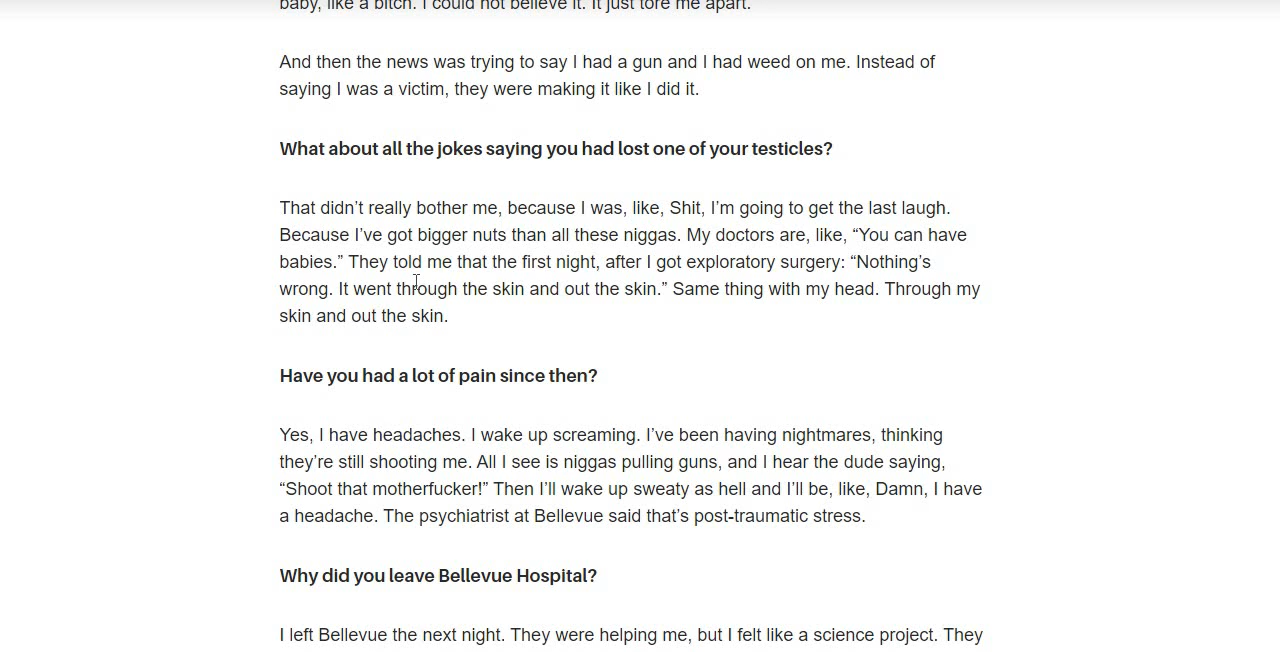 baby, like a bitch. I could not believe it. It just tore me apart.
And then the news was trying to say I had a gun and I had weed on me. Instead of
saying I was a victim, they were making it like I did it.
What about all the jokes saying you had lost one of your testicles?
That didn’t really bother me, because I was, like, Shit, I’m going to get the last laugh.
Because I’ve got bigger nuts than all these niggas. My doctors are, like, “You can have
babies.” They told me that the first night, after I got exploratory surgery: “Nothing’s
wrong. It went through the skin and out the skin.” Same thing with my head. Through my
skin and out the skin.
Have you had a lot of pain since then?
Yes, I have headaches. I wake up screaming. I’ve been having nightmares, thinking
they’re still shooting me. All I see is niggas pulling guns, and I hear the dude saying,
“Shoot that motherfucker!” Then I’ll wake up sweaty as hell and I’ll be, like, Damn, I have
a headache. The psychiatrist at Bellevue said that’s post-traumatic stress.
Why did you leave Bellevue Hospital?
I left Bellevue the next night. They were helping me, but I felt like a science project. They